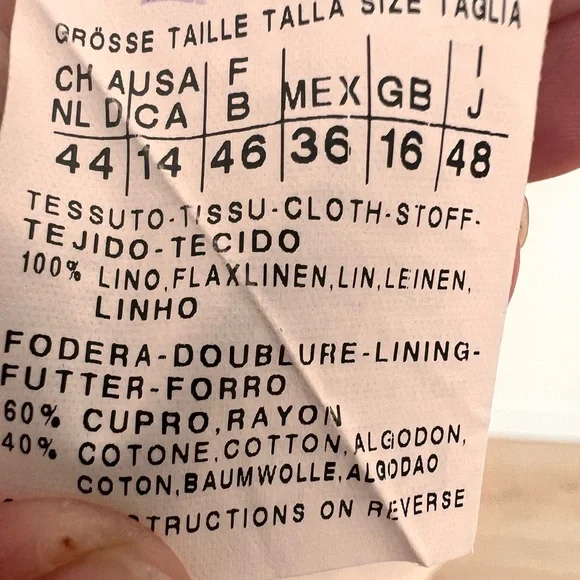 GRÖSSE TAILLE TALLA SIZE TAGLIA
CH A USA F MEX GB I
NL D CA B J
44 14 46 36 16 48
TESSUTO-TISSU-CLOTH-STOFF-
TEJIDO-TECIDO
100% LINO,FLAXLINEN,LIN,LEINEN,
LINHO
FODERA-DOUBLURE-LINING-
FUTTER-FORRO
60% CUPRO,RAYON
40% COTONE,COTTON,ALGODON,
COTON,BAUMWOLLE,ALGODAO
ON REVERSE